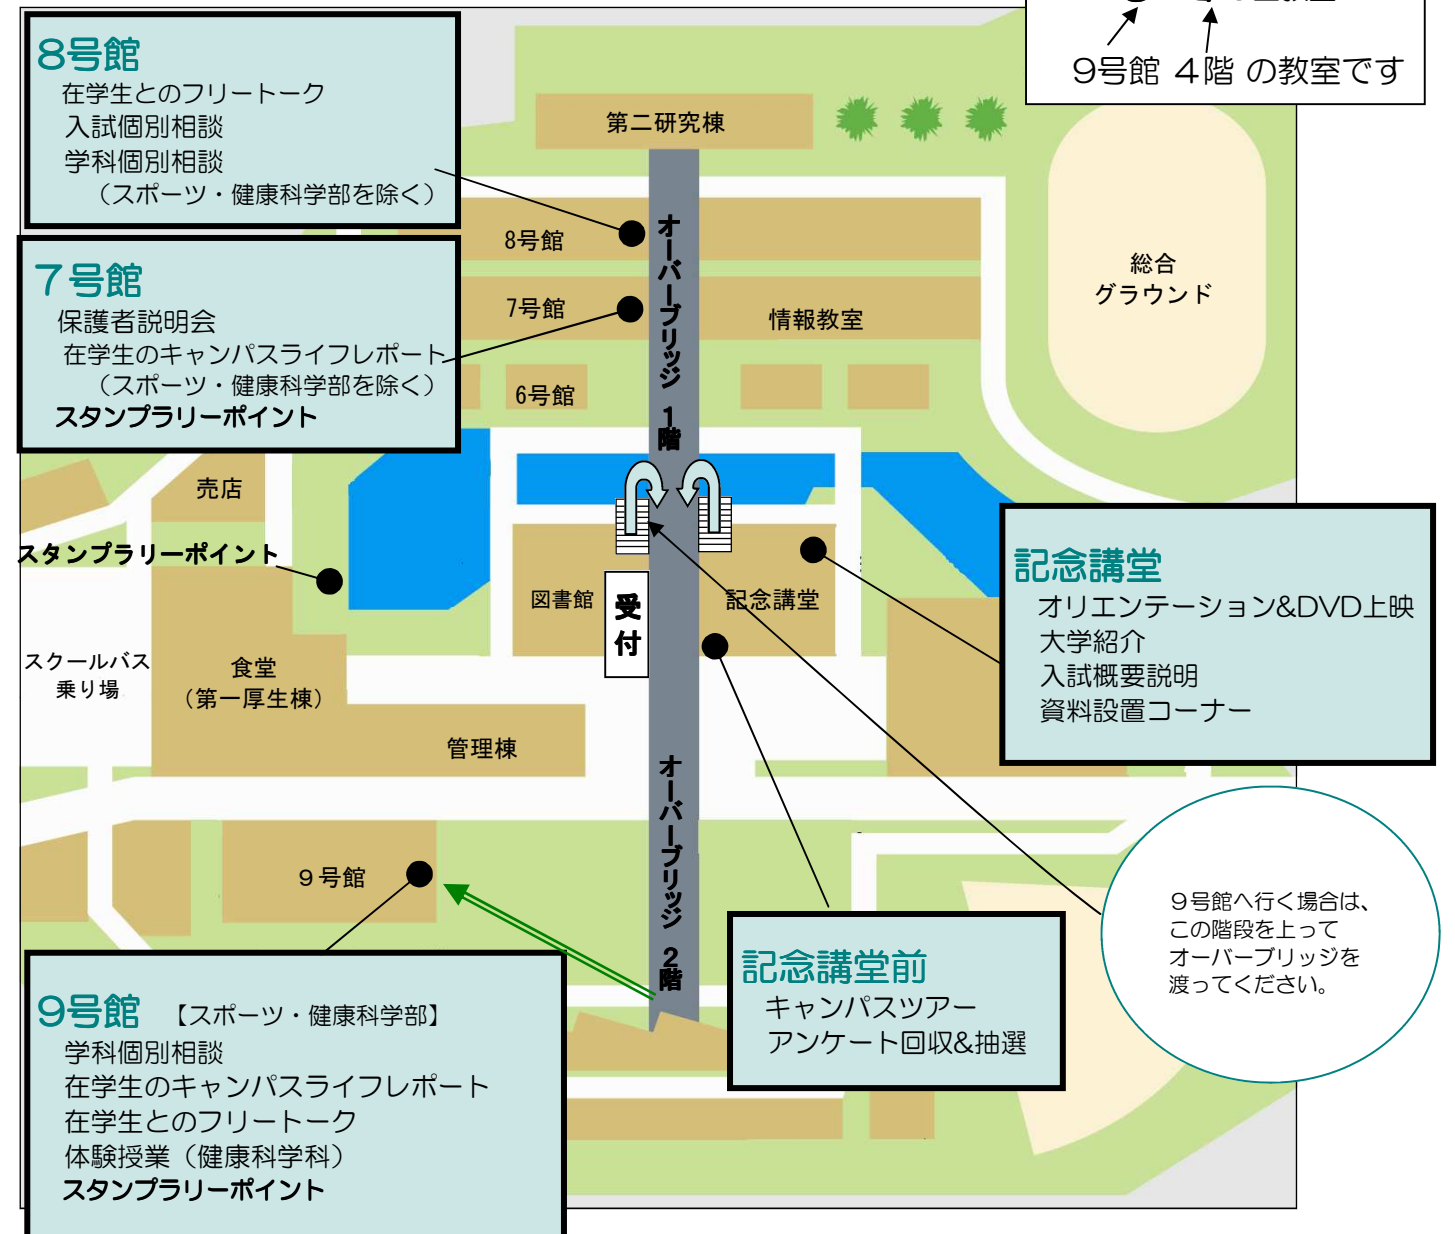 9号館 4階 の教室です
8号館
在学生とのフリートーク
入試個別相談
学科個別相談
(スポーツ・健康科学部を除く)
7号館
保護者説明会
在学生のキャンパスライフレポート
(スポーツ・健康科学部を除く)
スタンプラリーポイント
第二研究棟
8号館
7号館
情報教室
6号館
総合
グラウンド
オーバーブリッジ 1階
売店
スタンプラリーポイント
スクールバス
乗り場
食堂
(第一厚生棟)
管理棟
図書館
受付
記念講堂
記念講堂
オリエンテーション&DVD上映
大学紹介
入試概要説明
資料設置コーナー
オーバーブリッジ 2階
9号館
9号館へ行く場合は、
この階段を上って
オーバーブリッジを
渡ってください。
記念講堂前
キャンパスツアー
アンケート回収&抽選
9号館 【スポーツ・健康科学部】
学科個別相談
在学生のキャンパスライフレポート
在学生とのフリートーク
体験授業(健康科学科)
スタンプラリーポイント